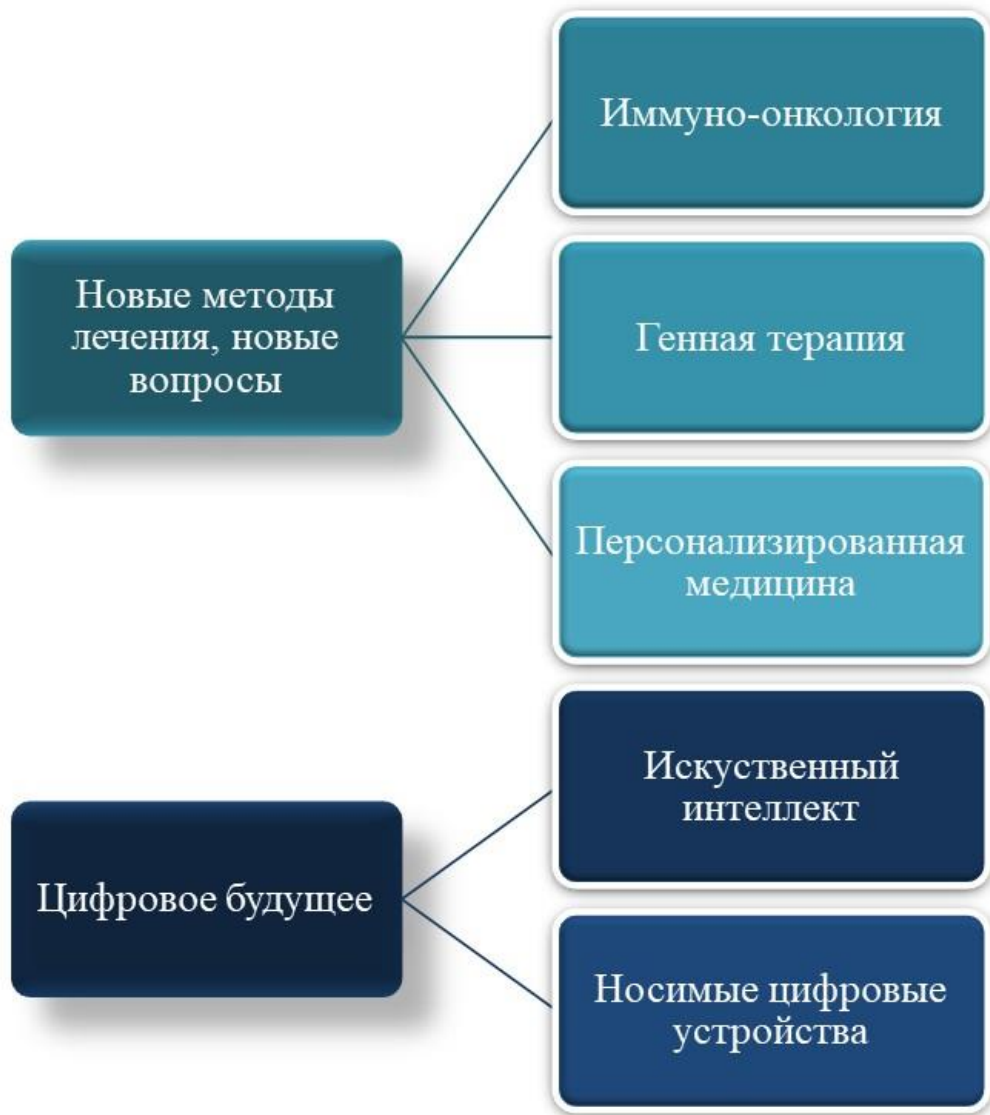 Новые методы
лечения, новые
вопросы
Иммуно-онкология
Генная терапия
Персонализированная
медицина
Цифровое будущее
Искуственный
интеллект
Носимые цифровые
устройства